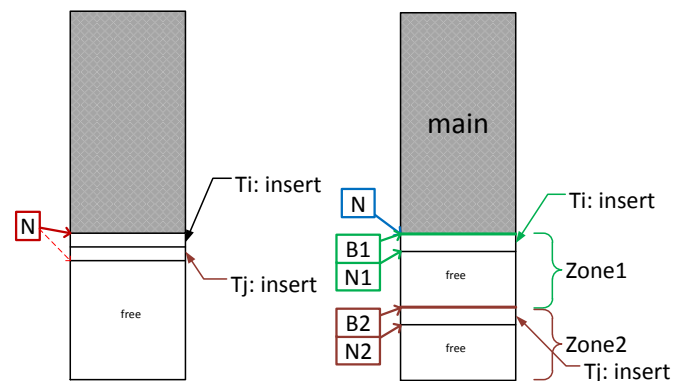 Ti: insert
N
Tj: insert
free
main
N
Ti: insert
B1
N1
free
Zone1
B2
N2
free
Zone2
Tj: insert